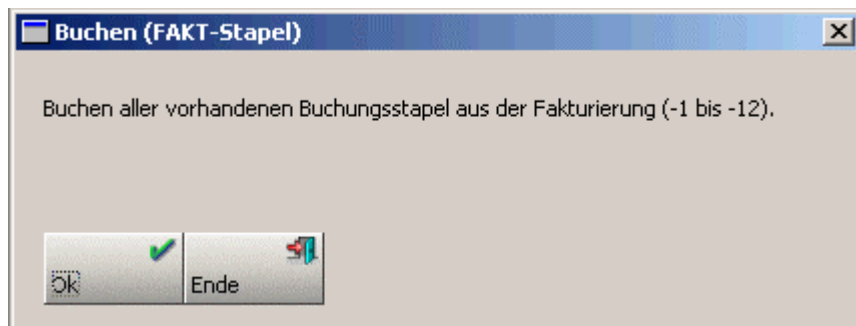 Buchen (FAKT-Stapel)
Buchen aller vorhandenen Buchungsstapel aus der Fakturierung (-1 bis -12).
Ok
Ende